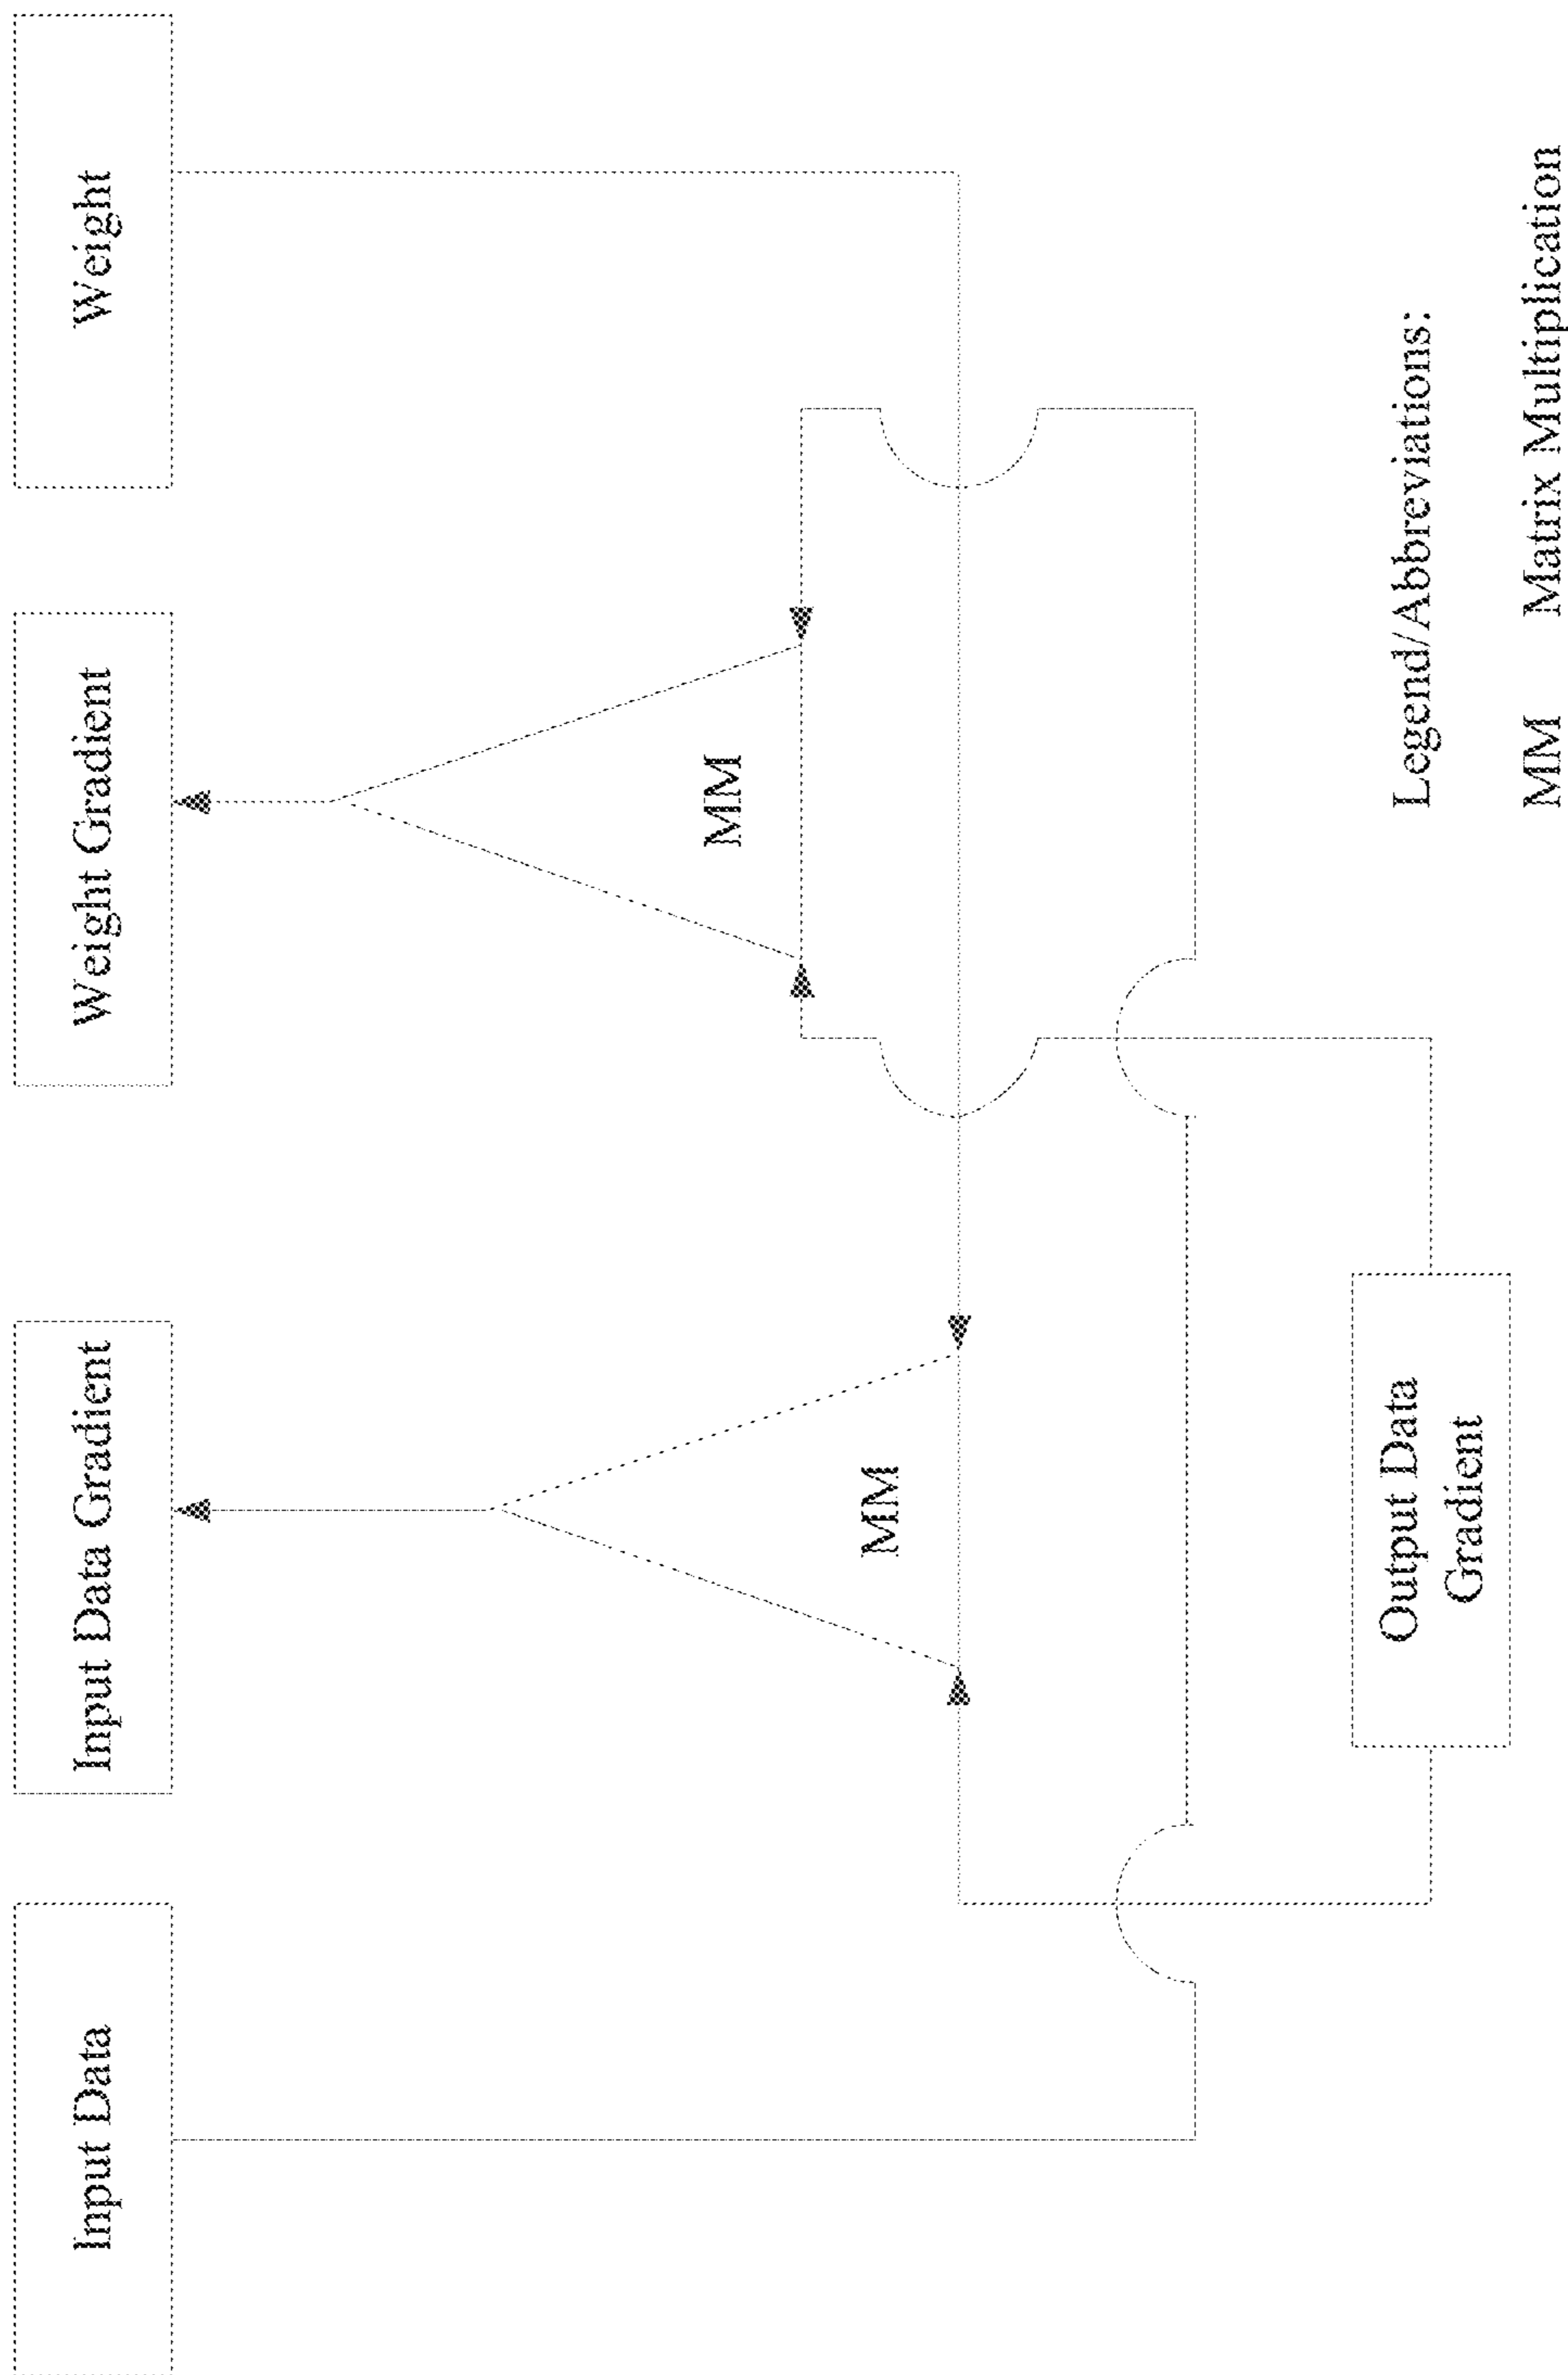 Input Data
Input Data Gradient
Weight Gradient
Weight
MM
MM
Output Data
Gradient
Legend/Abbreviations:
MM Matrix Multiplication